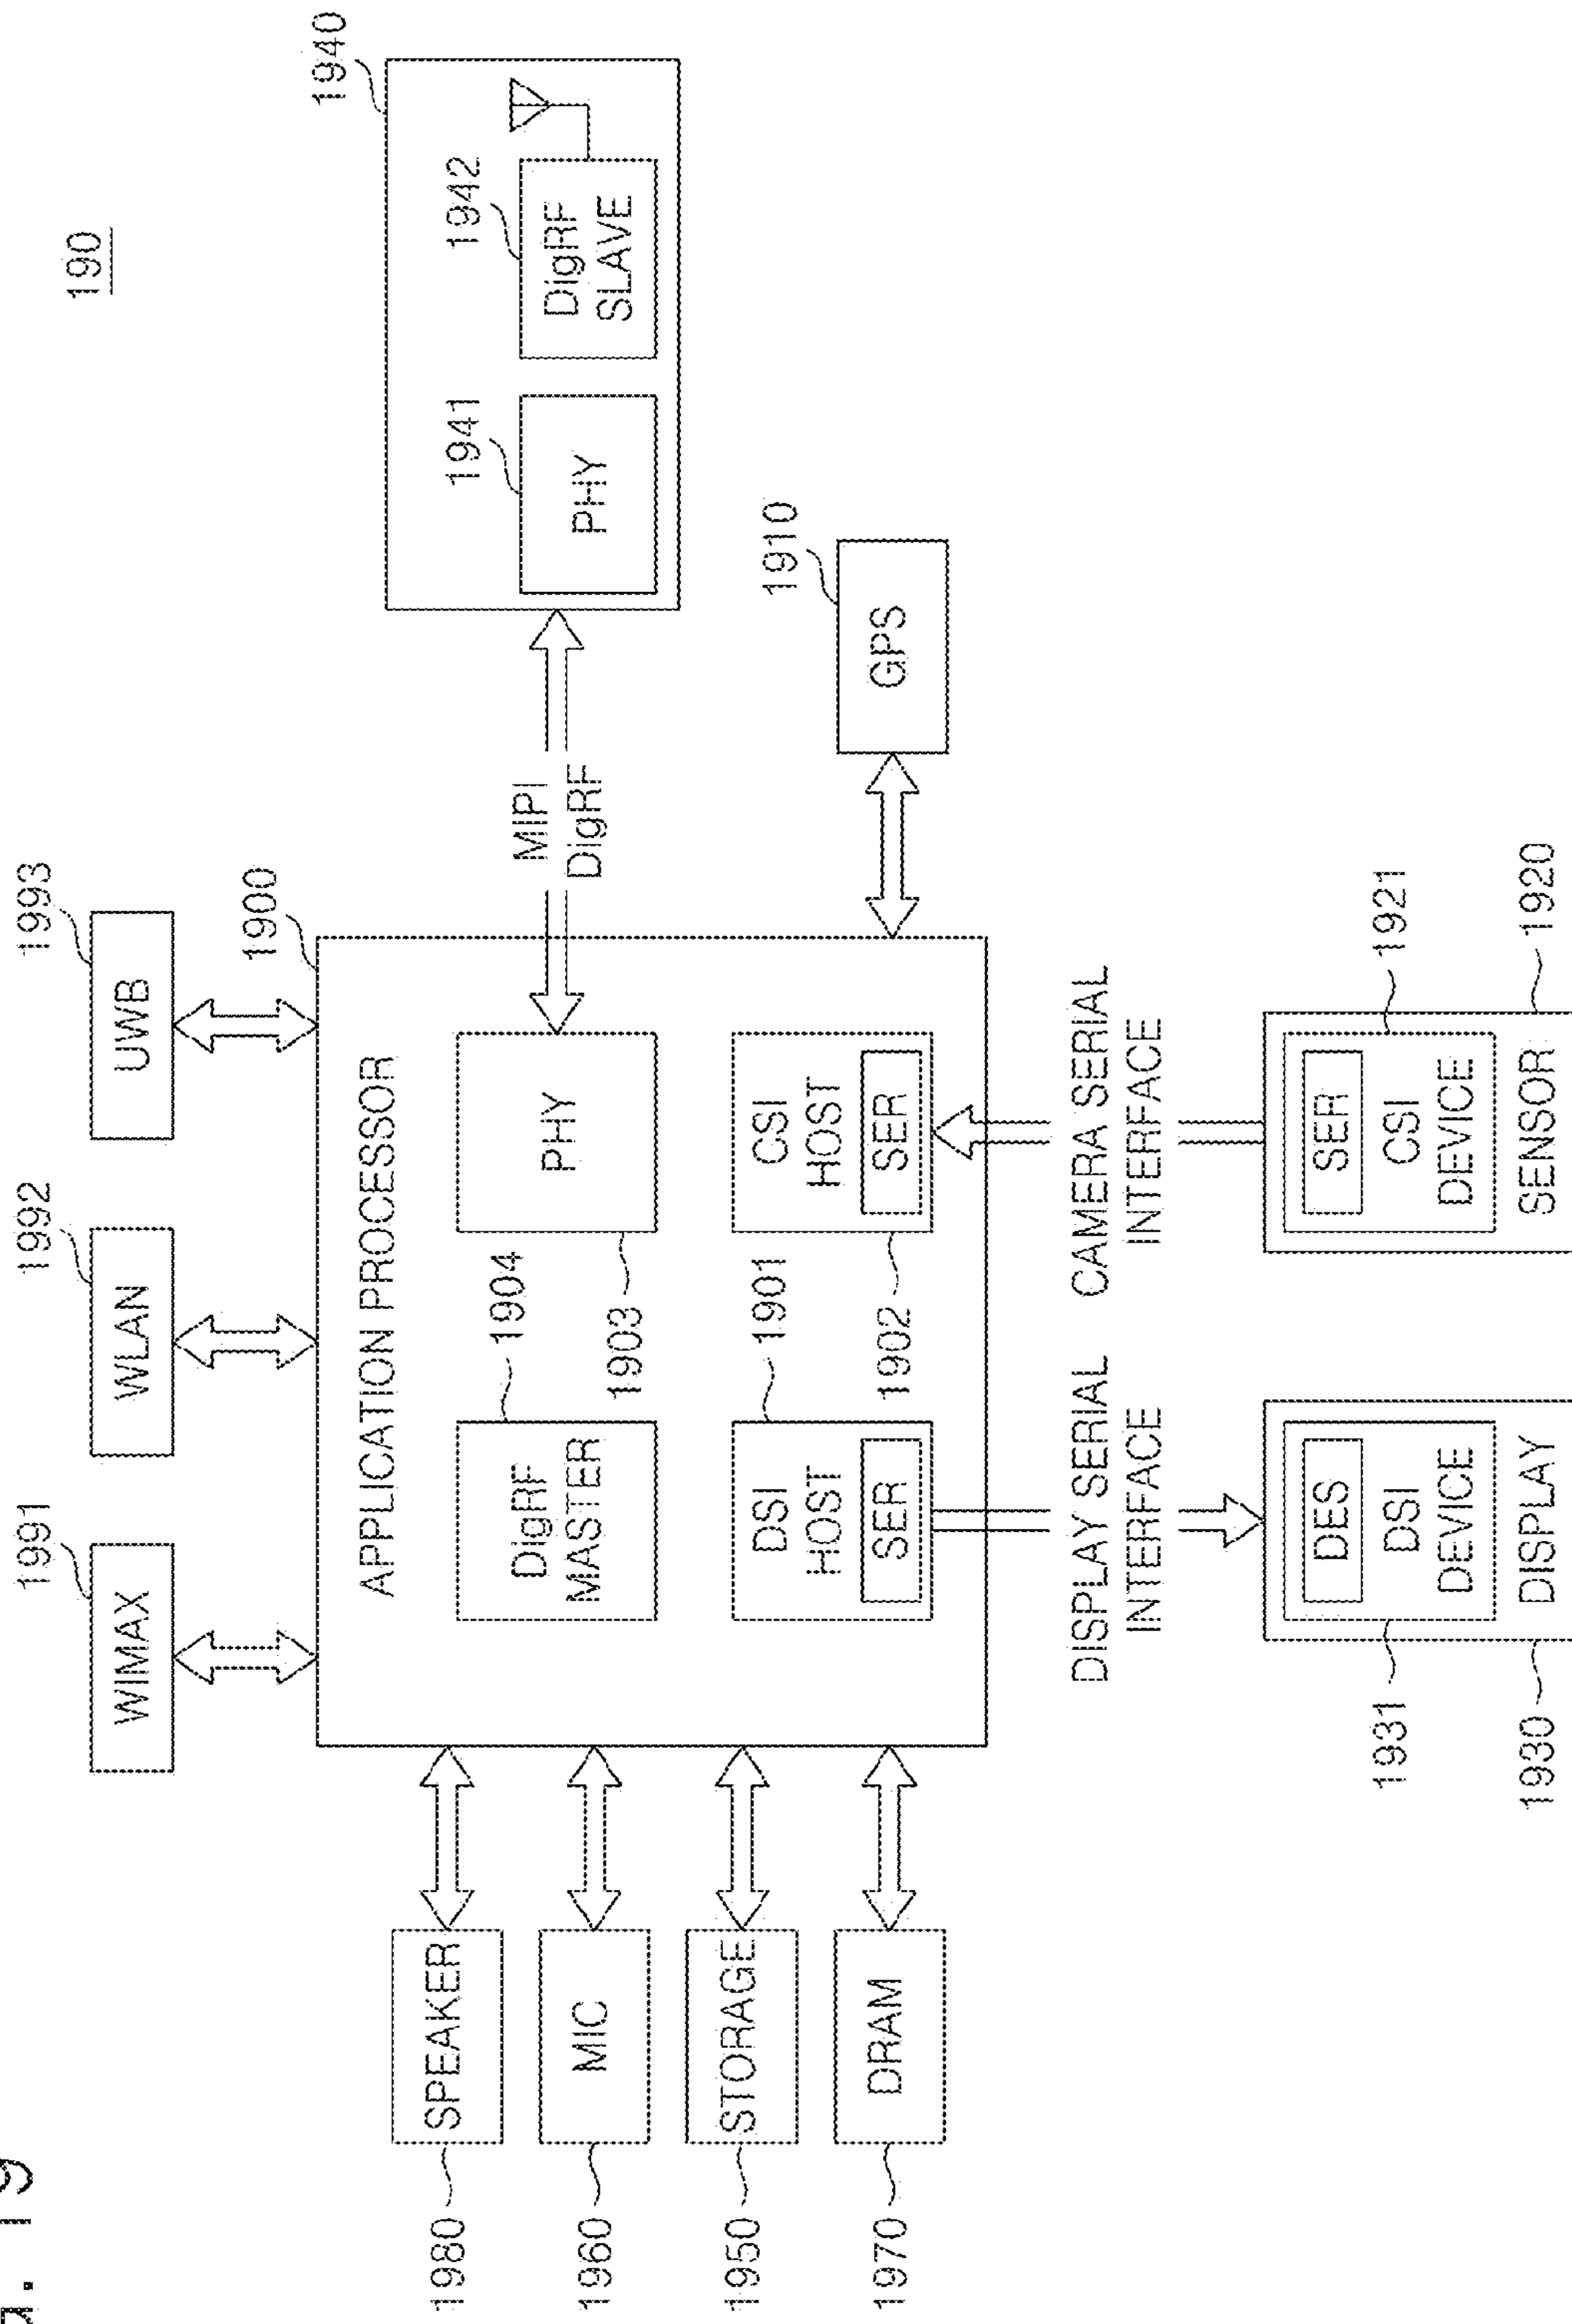 190
1991
WIMAX
1992
WLAN
1993
UWB
1900
APPLICATION PROCESSOR
1904
DigRF
MASTER
1903
PHY
MIPI
DigRF
1940
1941
PHY
1942
DigRF
SLAVE
1980
SPEAKER
1960
MIC
1950
STORAGE
1970
DRAM
1901
DSI
HOST
SER
1902
CSI
HOST
SER
1910
GPS
DISPLAY SERIAL
INTERFACE
CAMERA SERIAL
INTERFACE
1931
DES
DSI
DEVICE
1930
DISPLAY
1921
SER
CSI
DEVICE
1920
SENSOR